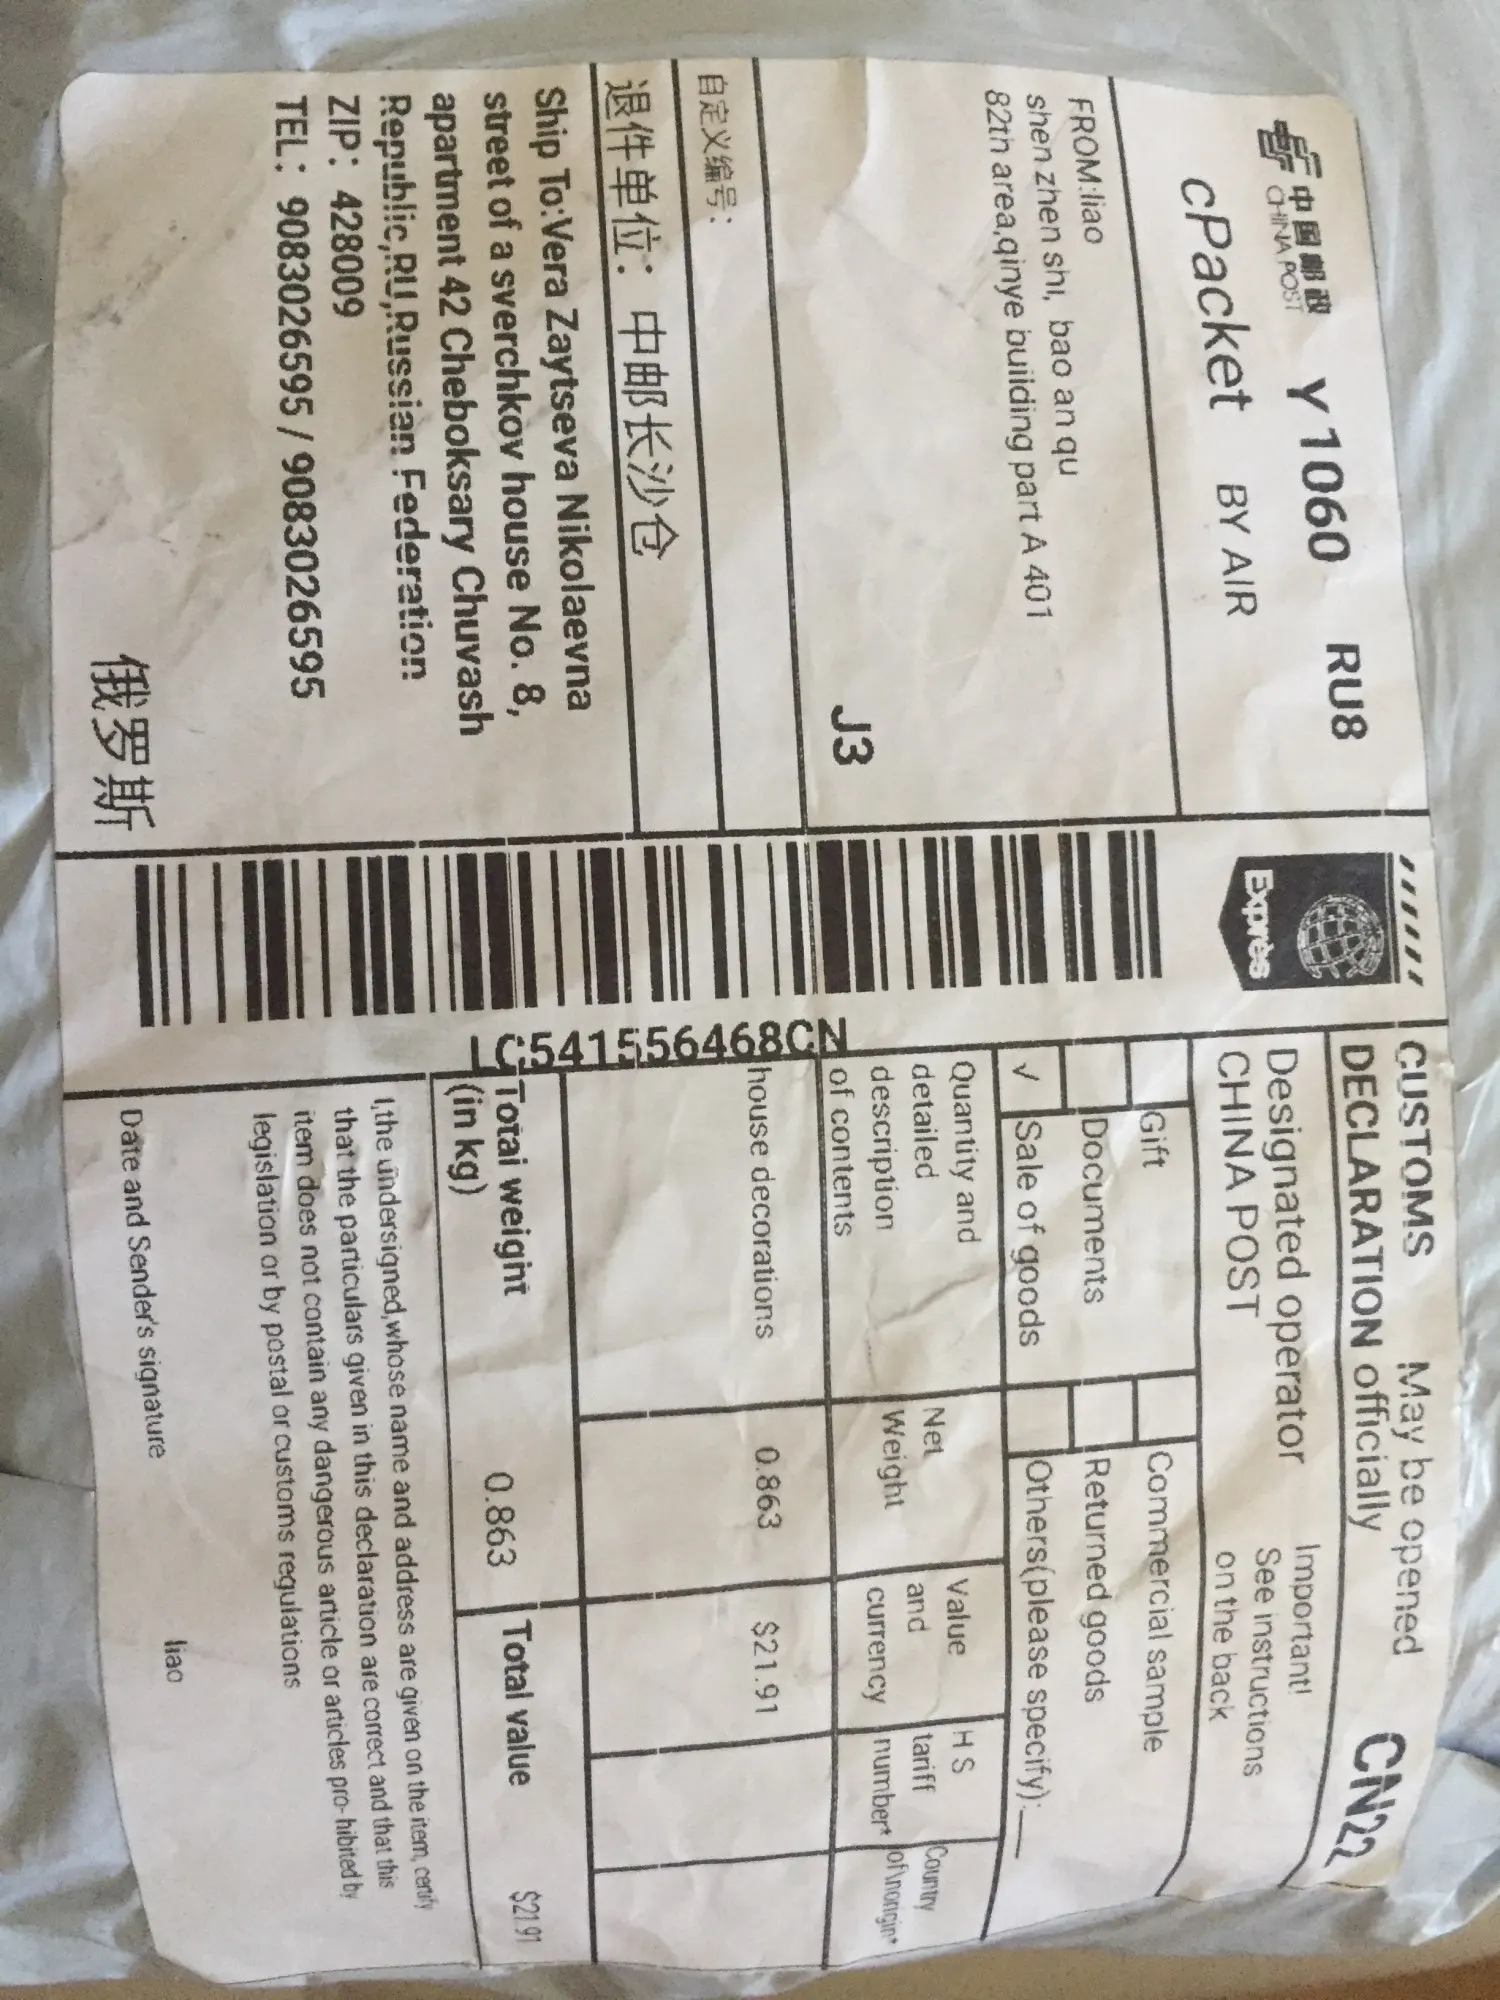 中国邮政
CHINA POST
Y 1060 RU8
cPacket BY AIR
FROM:liao
shen zhen shi, bao an qu
82th area,qinye building part A 401
J3
自定义编号:
退件单位: 中邮长沙仓
Ship To:Vera Zaytseva Nikolaevna
street of a sverchkov house No. 8,
apartment 42 Cheboksary Chuvash
Republic,RU,Russian Federation
ZIP: 428009
TEL: 9083026595 / 9083026595
俄罗斯
Exprès
LC541556468CN
CUSTOMS May be opened
DECLARATION officially CN22
Designated operator Important!
CHINA POST See instructions
on the back
Gift Commercial sample
Documents Returned goods
√ Sale of goods Others(please specify):__
Quantity and detailed description of contents
Net Weight
Value and currency
H S tariff number*
Country of\norigin*
house decorations 0.863 $21.91
Total weight (in kg) 0.863 Total value $21.91
I,the undersigned,whose name and address are given on the item, certify
that the particulars given in this declaration are correct and that this
item does not contain any dangerous article or articles pro- hibited by
legislation or by postal or customs regulations
Date and Sender's signature liao